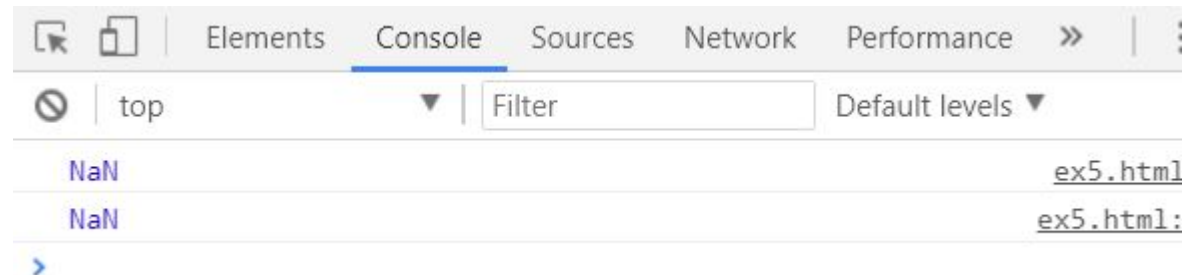 Elements Console Sources Network Performance »
top Filter Default levels
NaN ex5.html
NaN ex5.html:
>